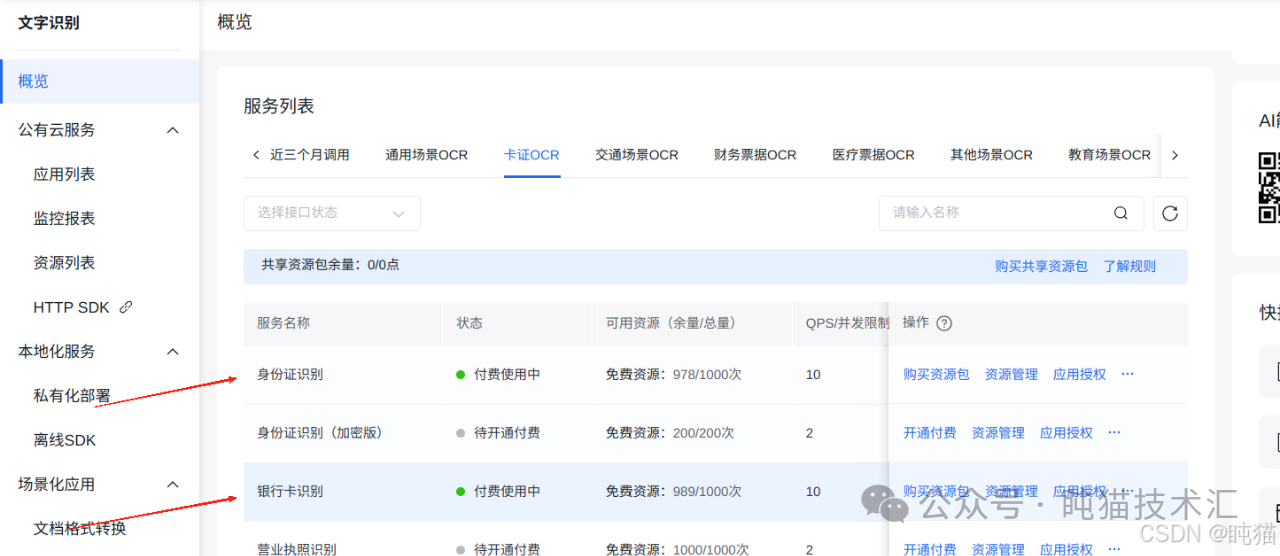 文字识别
概览
公有云服务
应用列表
监控报表
资源列表
HTTP SDK
本地化服务
私有化部署
离线SDK
场景化应用
文档格式转换
概览
服务列表
近三个月调用 通用场景OCR 卡证OCR 交通场景OCR 财务票据OCR 医疗票据OCR 其他场景OCR 教育场景OCR
选择接口状态 请输入名称
共享资源包余量：0/0点 购买共享资源包 了解规则
服务名称 状态 可用资源（余量/总量） QPS/并发限制 操作
身份证识别 付费使用中 免费资源：978/1000次 10 购买资源包 资源管理 应用授权 ...
身份证识别（加密版） 待开通付费 免费资源：200/200次 2 开通付费 资源管理 应用授权 ...
银行卡识别 付费使用中 免费资源：989/1000次 10 购买资源包 资源管理 应用授权 ...
营业执照识别 待开通付费 免费资源：1000/1000次 2 开通付费 资源管理 应用授权 ...
公众号 · 盹猫技术汇
CSDN @盹猫